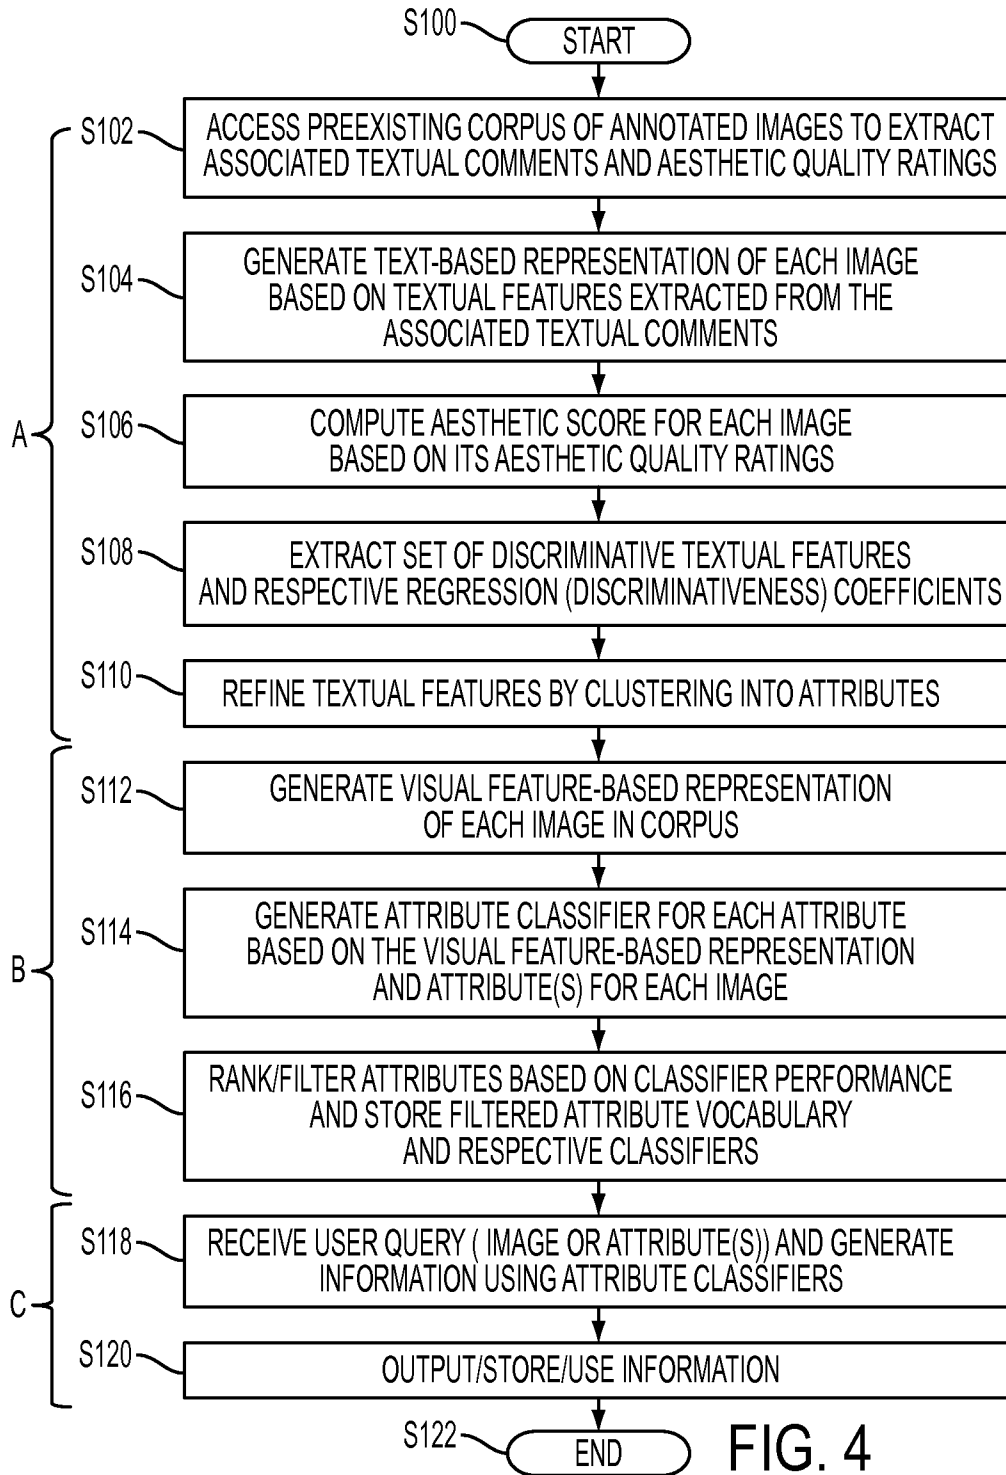 S100
START
S102
ACCESS PREEXISTING CORPUS OF ANNOTATED IMAGES TO EXTRACT
ASSOCIATED TEXTUAL COMMENTS AND AESTHETIC QUALITY RATINGS
S104
GENERATE TEXT-BASED REPRESENTATION OF EACH IMAGE
BASED ON TEXTUAL FEATURES EXTRACTED FROM THE
ASSOCIATED TEXTUAL COMMENTS
A
S106
COMPUTE AESTHETIC SCORE FOR EACH IMAGE
BASED ON ITS AESTHETIC QUALITY RATINGS
S108
EXTRACT SET OF DISCRIMINATIVE TEXTUAL FEATURES
AND RESPECTIVE REGRESSION (DISCRIMINATIVENESS) COEFFICIENTS
S110
REFINE TEXTUAL FEATURES BY CLUSTERING INTO ATTRIBUTES
S112
GENERATE VISUAL FEATURE-BASED REPRESENTATION
OF EACH IMAGE IN CORPUS
B
S114
GENERATE ATTRIBUTE CLASSIFIER FOR EACH ATTRIBUTE
BASED ON THE VISUAL FEATURE-BASED REPRESENTATION
AND ATTRIBUTE(S) FOR EACH IMAGE
S116
RANK/FILTER ATTRIBUTES BASED ON CLASSIFIER PERFORMANCE
AND STORE FILTERED ATTRIBUTE VOCABULARY
AND RESPECTIVE CLASSIFIERS
C
S118
RECEIVE USER QUERY ( IMAGE OR ATTRIBUTE(S)) AND GENERATE
INFORMATION USING ATTRIBUTE CLASSIFIERS
S120
OUTPUT/STORE/USE INFORMATION
S122
END
FIG. 4